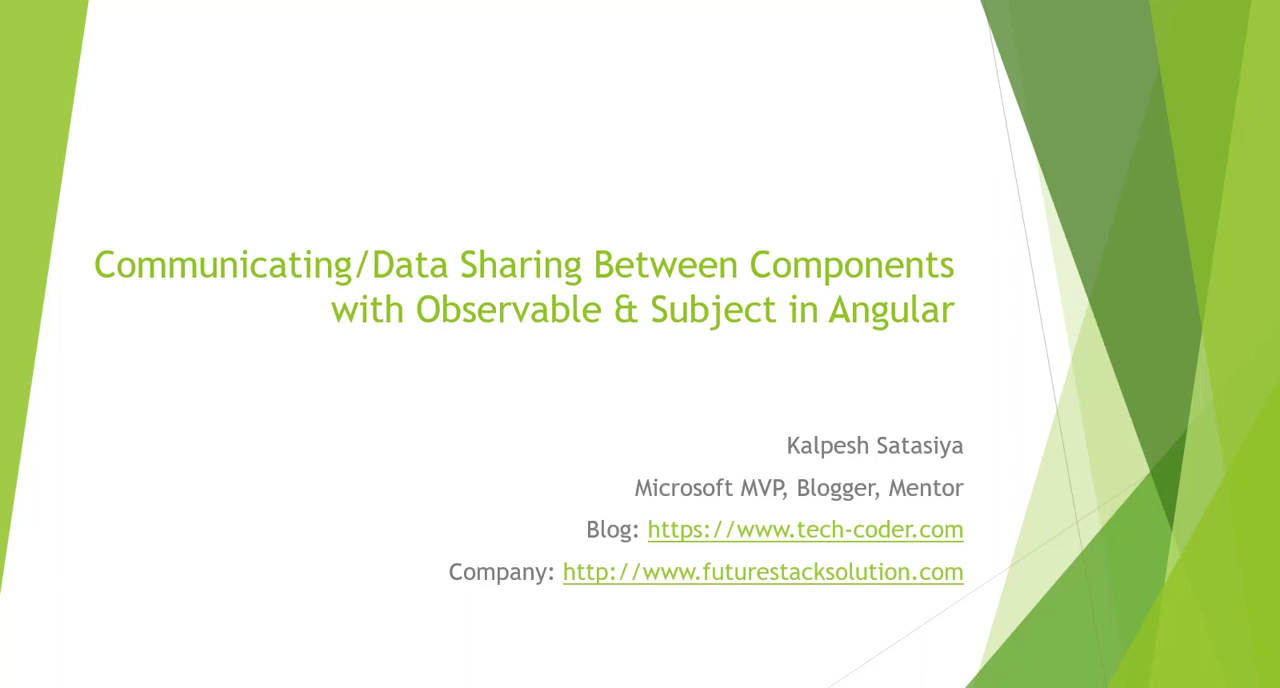 Communicating/Data Sharing Between Components
with Observable & Subject in Angular
Kalpesh Satasiya
Microsoft MVP, Blogger, Mentor
Blog: https://www.tech-coder.com
Company: http://www.futurestacksolution.com